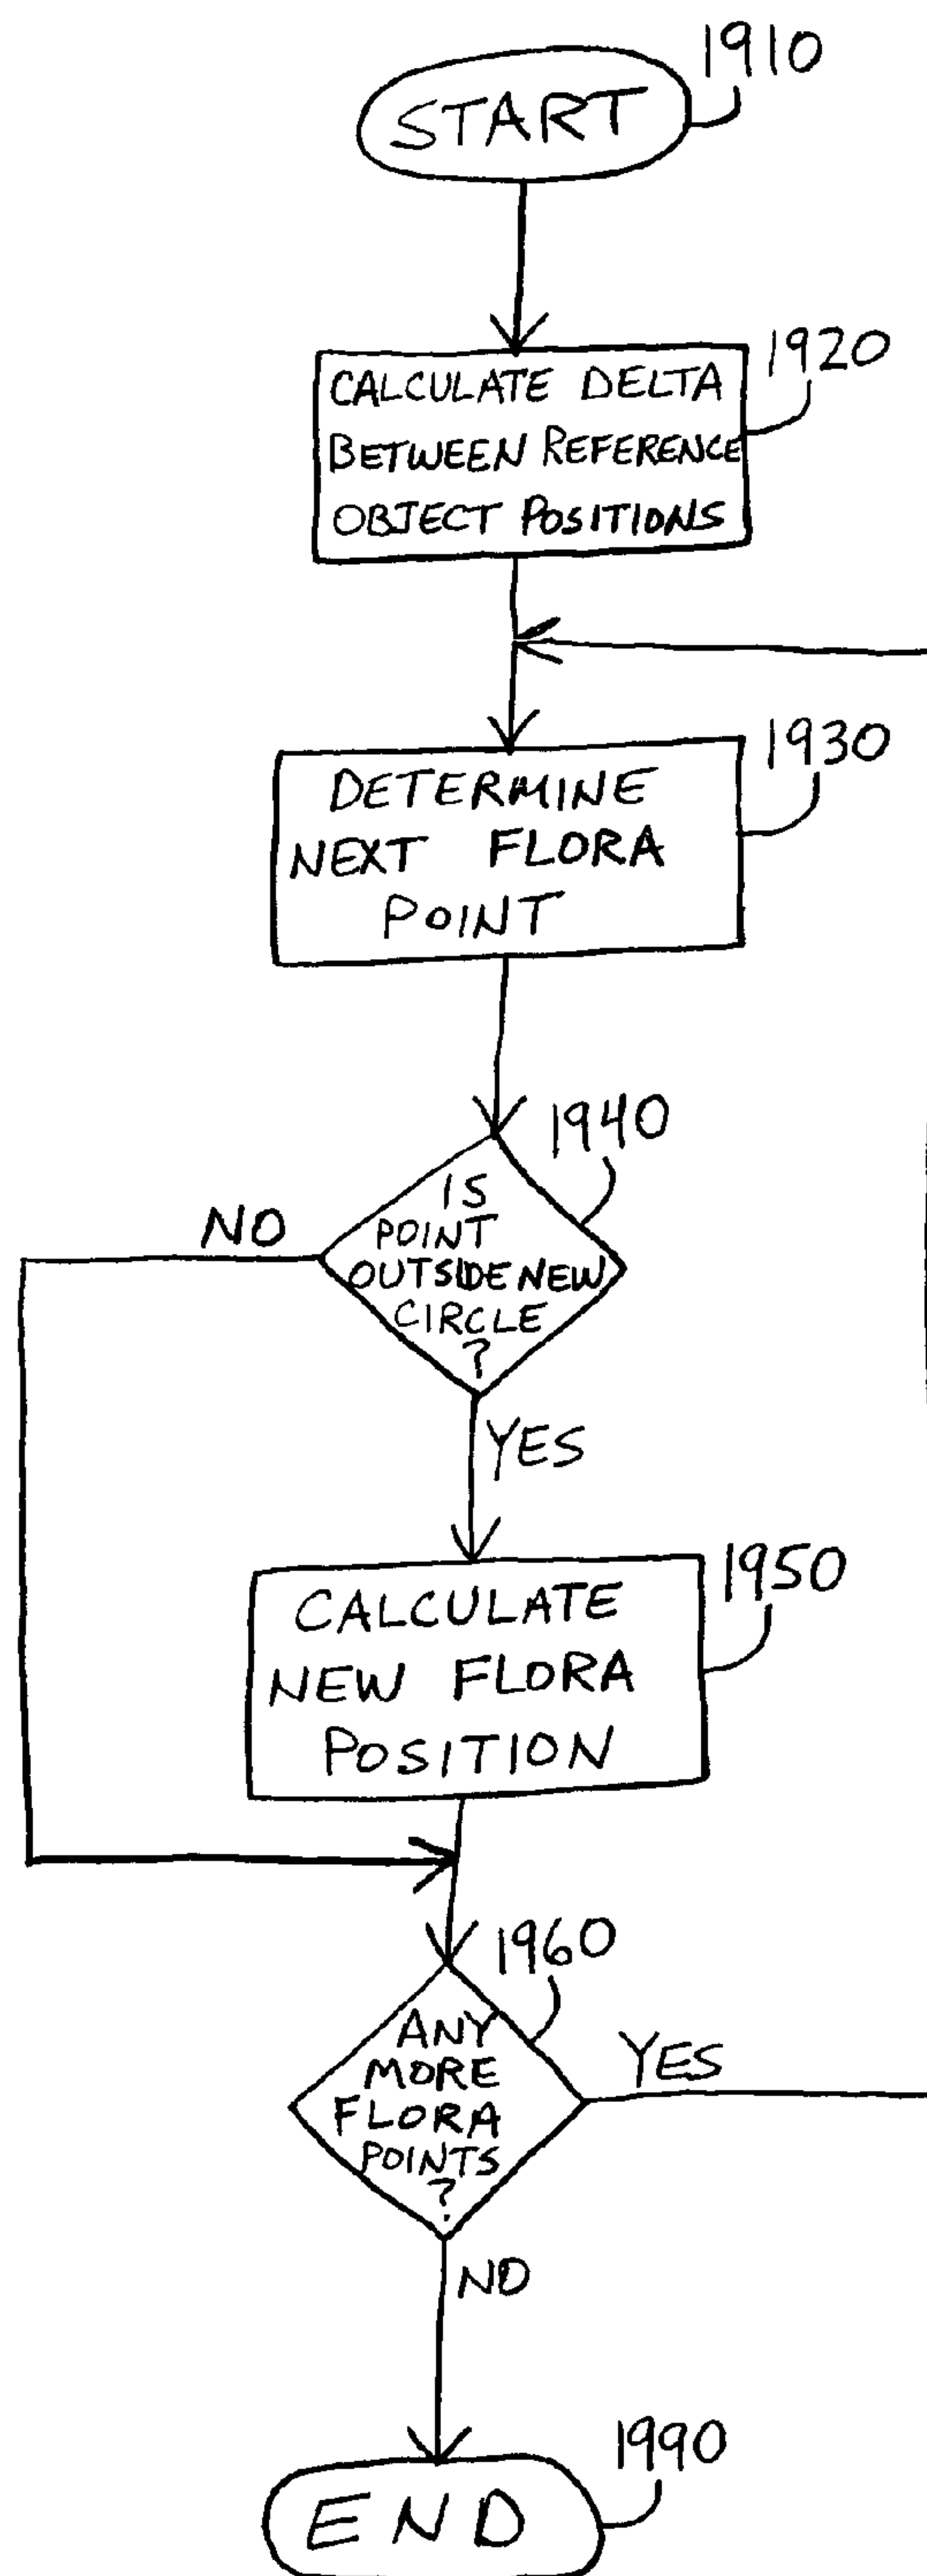 1910
START
1920
CALCULATE DELTA
BETWEEN REFERENCE
OBJECT POSITIONS
1930
DETERMINE
NEXT FLORA
POINT
1940
IS
POINT
OUTSIDE NEW
CIRCLE
?
NO
YES
1950
CALCULATE
NEW FLORA
POSITION
1960
ANY
MORE
FLORA
POINTS
?
YES
NO
1990
END